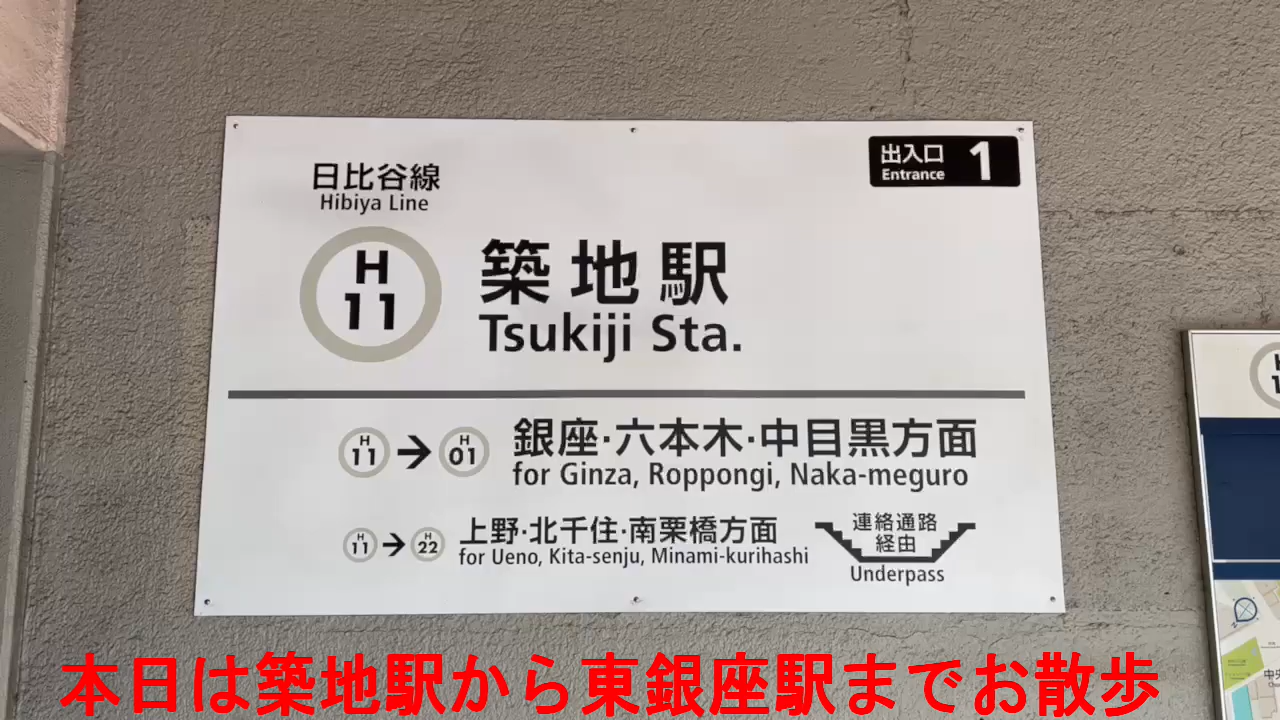 日比谷線
Hibiya Line
H
11
築地駅
Tsukiji Sta.
出入口
Entrance
1
H
11
H
01
銀座·六本木·中目黒方面
for Ginza, Roppongi, Naka-meguro
H
11
H
22
上野·北千住·南栗橋方面
for Ueno, Kita-senju, Minami-kurihashi
連絡通路
経由
Underpass
本日は築地駅から東銀座駅までお散歩